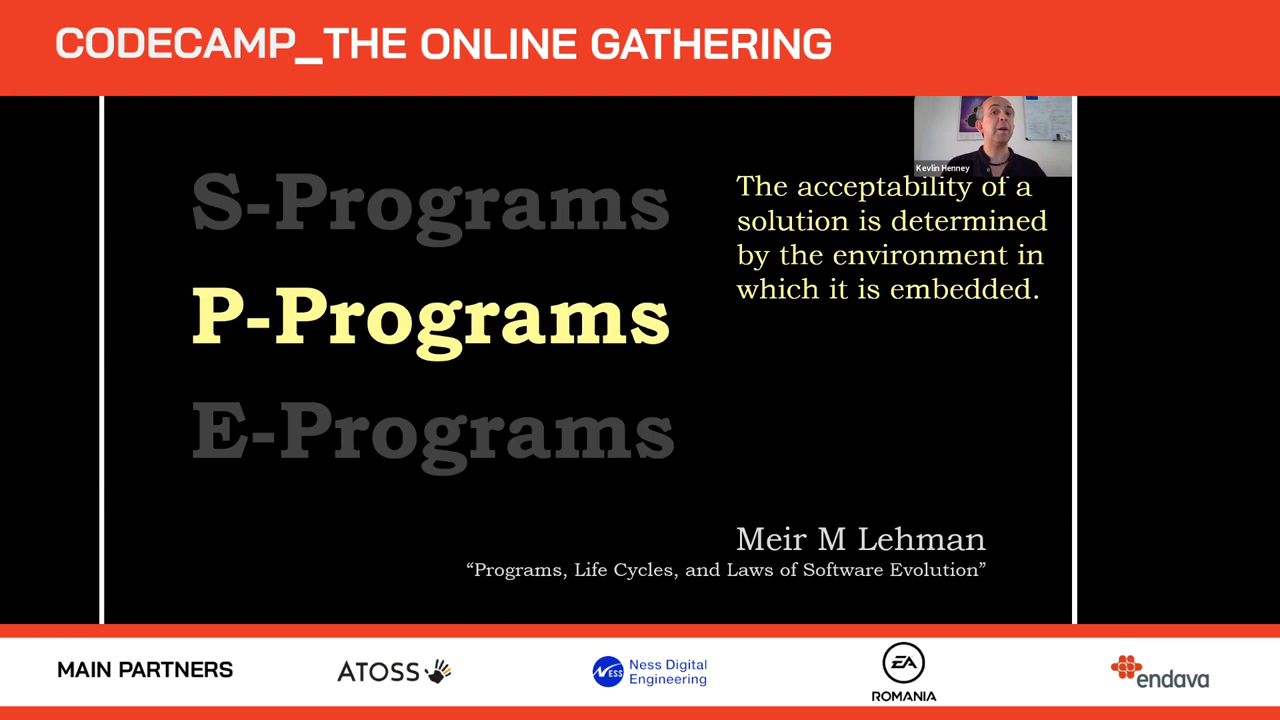 CODECAMP_THE ONLINE GATHERING
Kevlin Henney
S-Programs
P-Programs
E-Programs
The acceptability of a
solution is determined
by the environment in
which it is embedded.
Meir M Lehman
“Programs, Life Cycles, and Laws of Software Evolution”
MAIN PARTNERS
ATOSS
NESS
Ness Digital
Engineering
EA
ROMANIA
endava